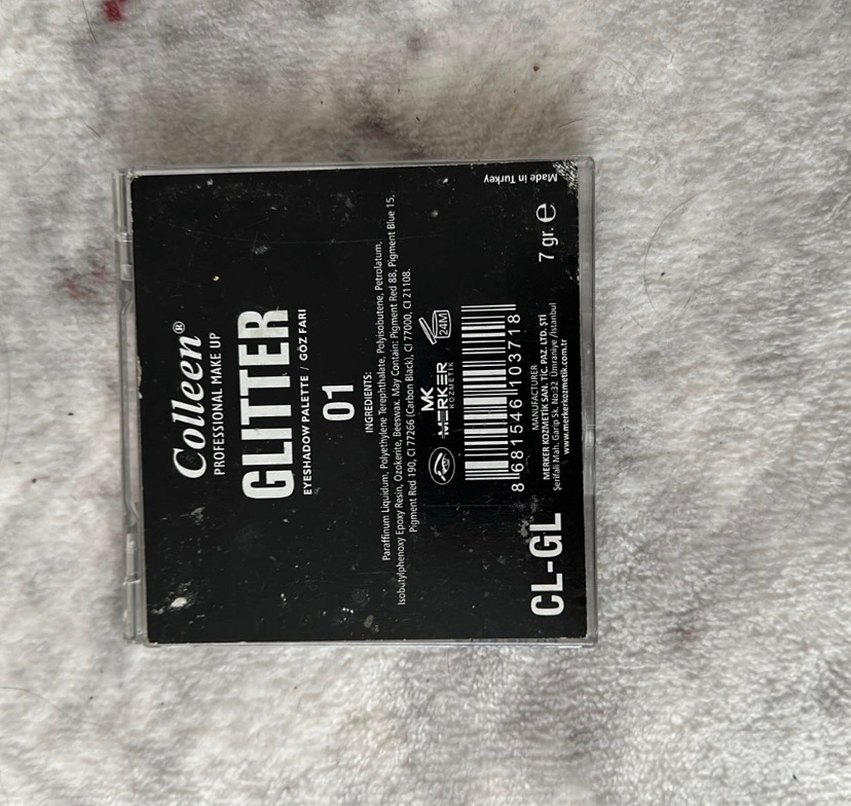 Colleen®
PROFESSIONAL MAKE UP
GLITTER
EYESHADOW PALETTE / GÖZ FARI
01
INGREDIENTS:
Paraffinum Liquidum, Polyethylene Terephthalate, Polyisobutene, Petrolatum,
Isobutylphenoxy Epoxy Resin, Ozokerite, Beeswax. May Contain: Pigment Red 88, Pigment Blue 15,
Pigment Red 190, CI 77266 (Carbon Black), CI 77000, CI 21108.
MK
MERKER
KOZMETİK
24M
8 681546 103718
MANUFACTURER
MERKER KOZMETİK SAN. TİC. PAZ. LTD. ŞTİ
Şerifali Mah. Garip Sk. No:32 Ümraniye /İstanbul
www.merkerkozmetik.com.tr
CL-GL
7 gr. e
Made in Turkey